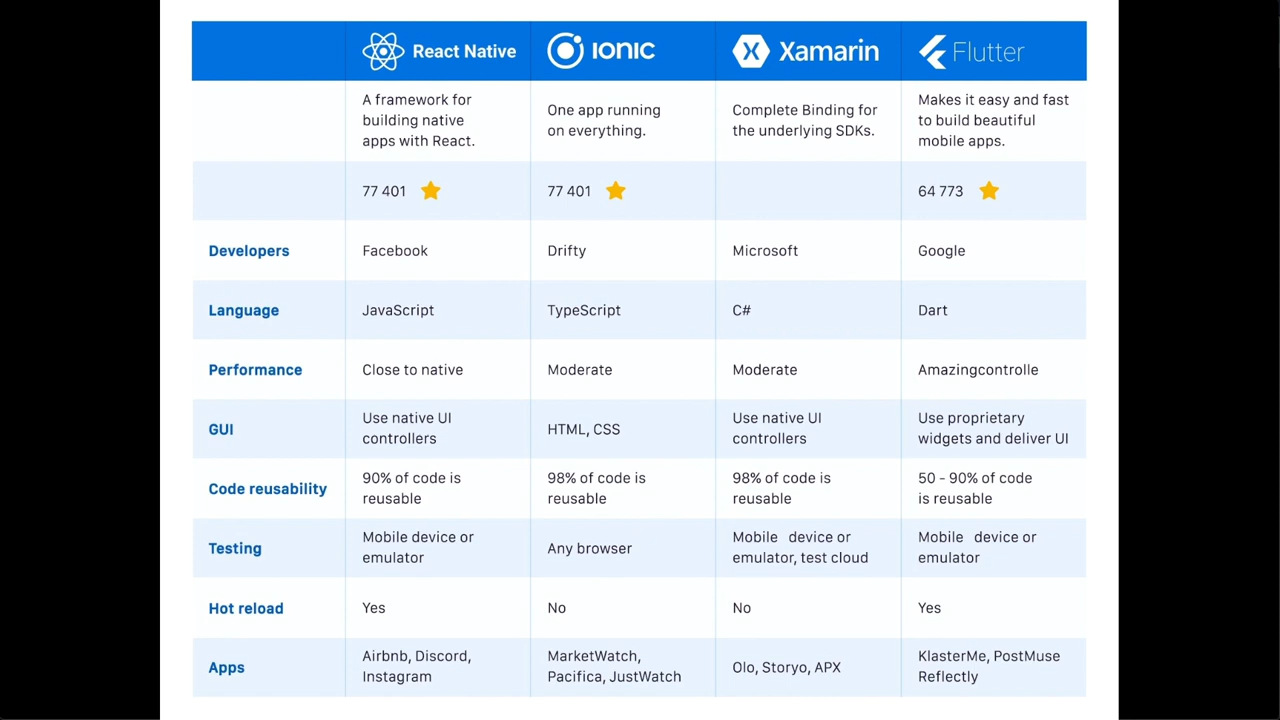 React Native IONIC Xamarin Flutter
A framework for
building native
apps with React.
One app running
on everything.
Complete Binding for
the underlying SDKs.
Makes it easy and fast
to build beautiful
mobile apps.
77 401 77 401 64 773
Developers Facebook Drifty Microsoft Google
Language JavaScript TypeScript C# Dart
Performance Close to native Moderate Moderate Amazingcontrolle
GUI
Use native UI
controllers
HTML, CSS
Use native UI
controllers
Use proprietary
widgets and deliver UI
Code reusability
90% of code is
reusable
98% of code is
reusable
98% of code is
reusable
50 - 90% of code
is reusable
Testing
Mobile device or
emulator
Any browser
Mobile device or
emulator, test cloud
Mobile device or
emulator
Hot reload Yes No No Yes
Apps
Airbnb, Discord,
Instagram
MarketWatch,
Pacifica, JustWatch
Olo, Storyo, APX
KlasterMe, PostMuse
Reflectly